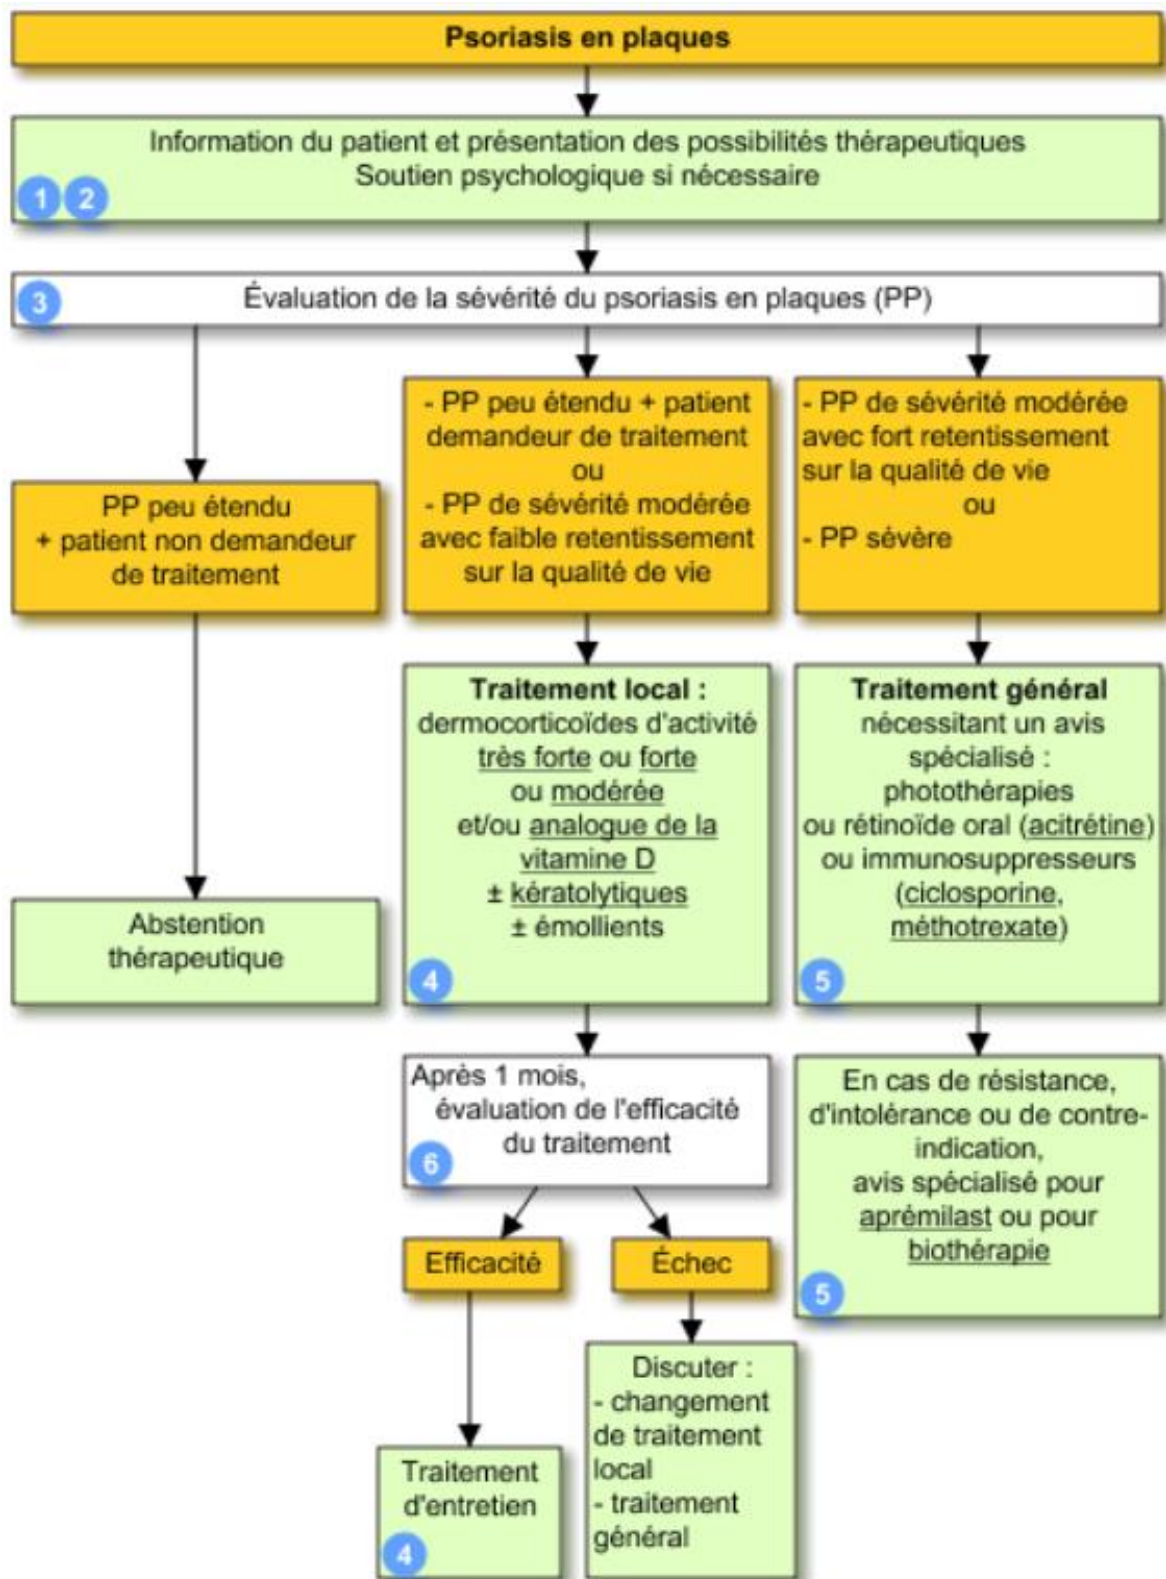 Psoriasis en plaques
Information du patient et présentation des possibilités thérapeutiques
Soutien psychologique si nécessaire
1 2
3
Évaluation de la sévérité du psoriasis en plaques (PP)
PP peu étendu
+ patient non demandeur
de traitement
Abstention
thérapeutique
- PP peu étendu + patient
demandeur de traitement
ou
- PP de sévérité modérée
avec faible retentissement
sur la qualité de vie
Traitement local :
dermocorticoïdes d'activité
très forte ou forte
ou modérée
et/ou analogue de la
vitamine D
± kératolytiques
± émollients
4
Après 1 mois,
évaluation de l'efficacité
du traitement
6
Efficacité
Traitement
d'entretien
4
Échec
Discuter :
- changement
de traitement
local
- traitement
général
- PP de sévérité modérée
avec fort retentissement
sur la qualité de vie
ou
- PP sévère
Traitement général
nécessitant un avis
spécialisé :
photothérapies
ou rétinoïde oral (acitrétine)
ou immunosuppresseurs
(ciclosporine,
méthotrexate)
5
En cas de résistance,
d'intolérance ou de contre-
indication,
avis spécialisé pour
aprémilast ou pour
biothérapie
5